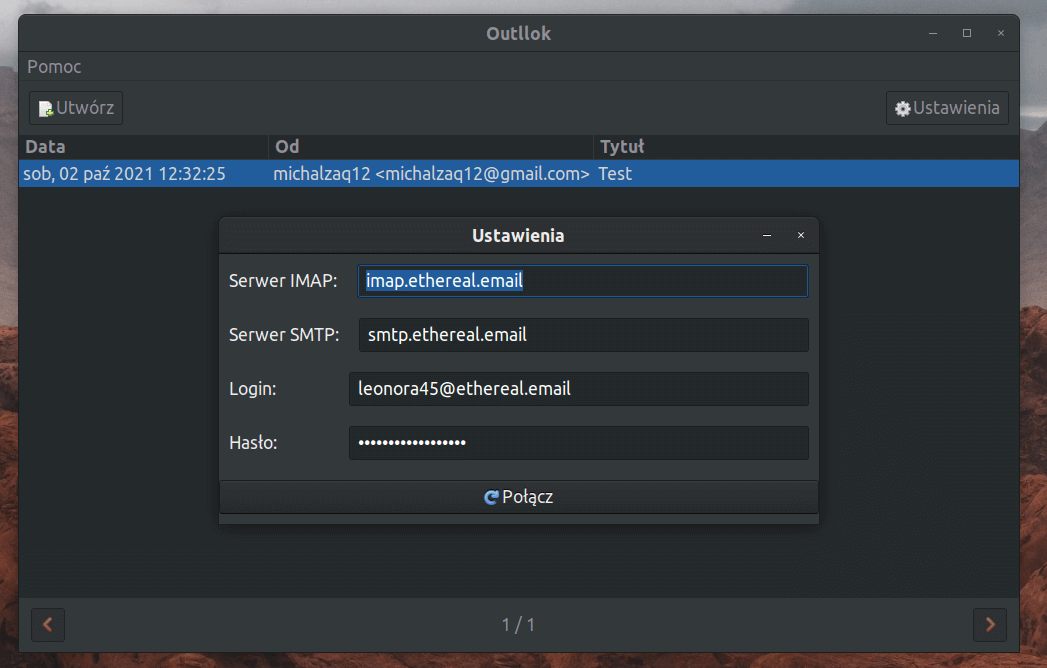 Outllok
Pomoc
Utwórz Ustawienia
Data Od Tytuł
sob, 02 paź 2021 12:32:25 michalzaq12 <michalzaq12@gmail.com> Test
Ustawienia
Serwer IMAP: imap.ethereal.email
Serwer SMTP: smtp.ethereal.email
Login: leonora45@ethereal.email
Hasło: ••••••••••••••••••
Połącz
1 / 1